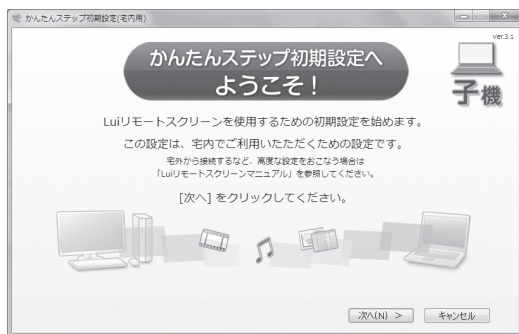 かんたんステップ初期設定(宅内用)
Ver.3.1
かんたんステップ初期設定へ
ようこそ！
子機
Luiリモートスクリーンを使用するための初期設定を始めます。
この設定は、宅内でご利用いたただくための設定です。
宅外から接続するなど、高度な設定をおこなう場合は
「Luiリモートスクリーンマニュアル」を参照してください。
[次へ] をクリックしてください。
次へ(N) >
キャンセル